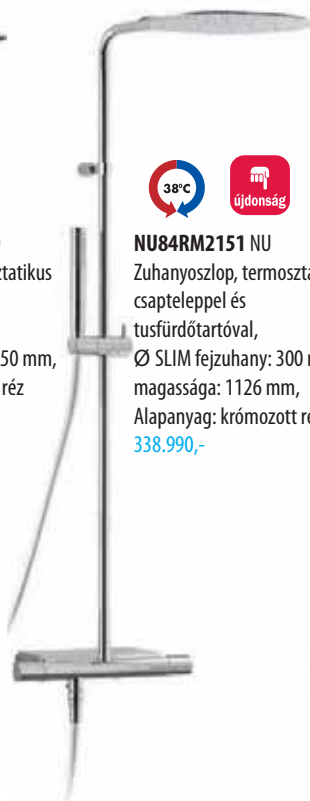 38°C
újdonság
NU84RM2151 NU
Zuhanyoszlop, termoszta
csapteleppel és
tusfürdőtartóval,
Ø SLIM fejzuhany: 300 m
magassága: 1126 mm,
Alapanyag: krómozott ré
338.990,-
ztatikus
50 mm,
réz